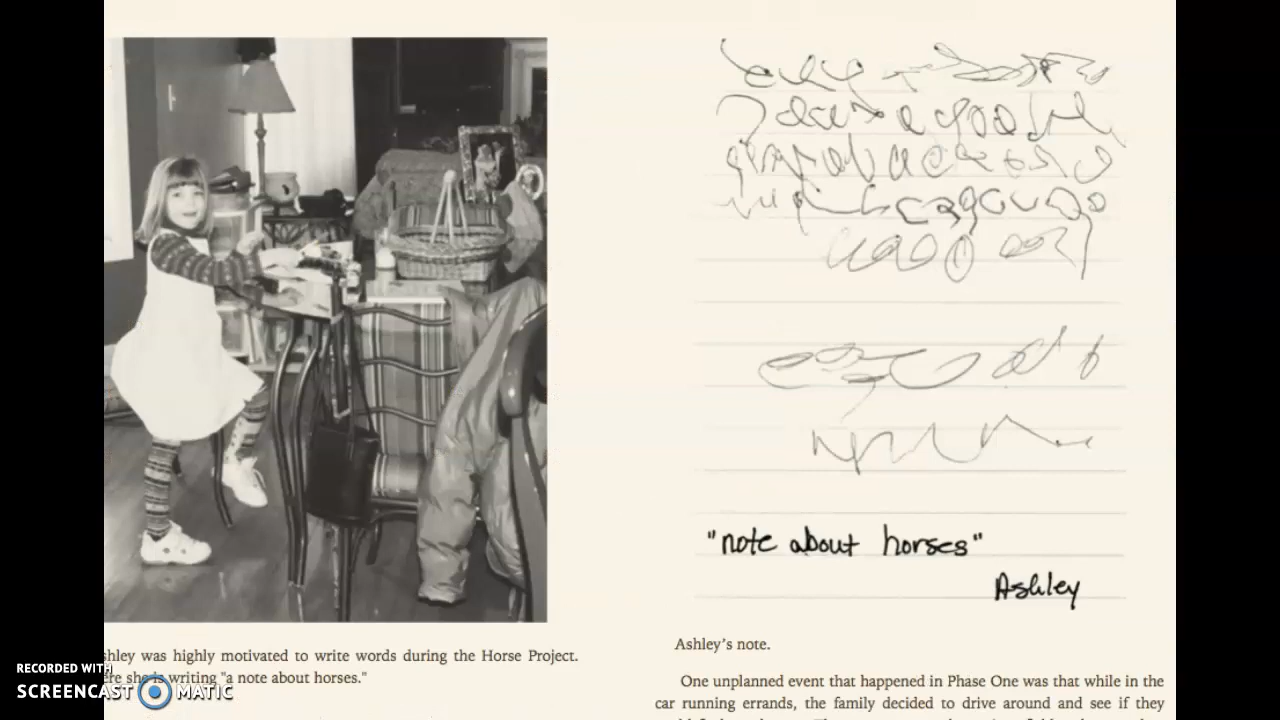 "note about horses"
Ashley
shley was highly motivated to write words during the Horse Project.
ere she is writing "a note about horses."
Ashley's note.
One unplanned event that happened in Phase One was that while in the
car running errands, the family decided to drive around and see if they
RECORDED WITH
SCREENCAST MATIC